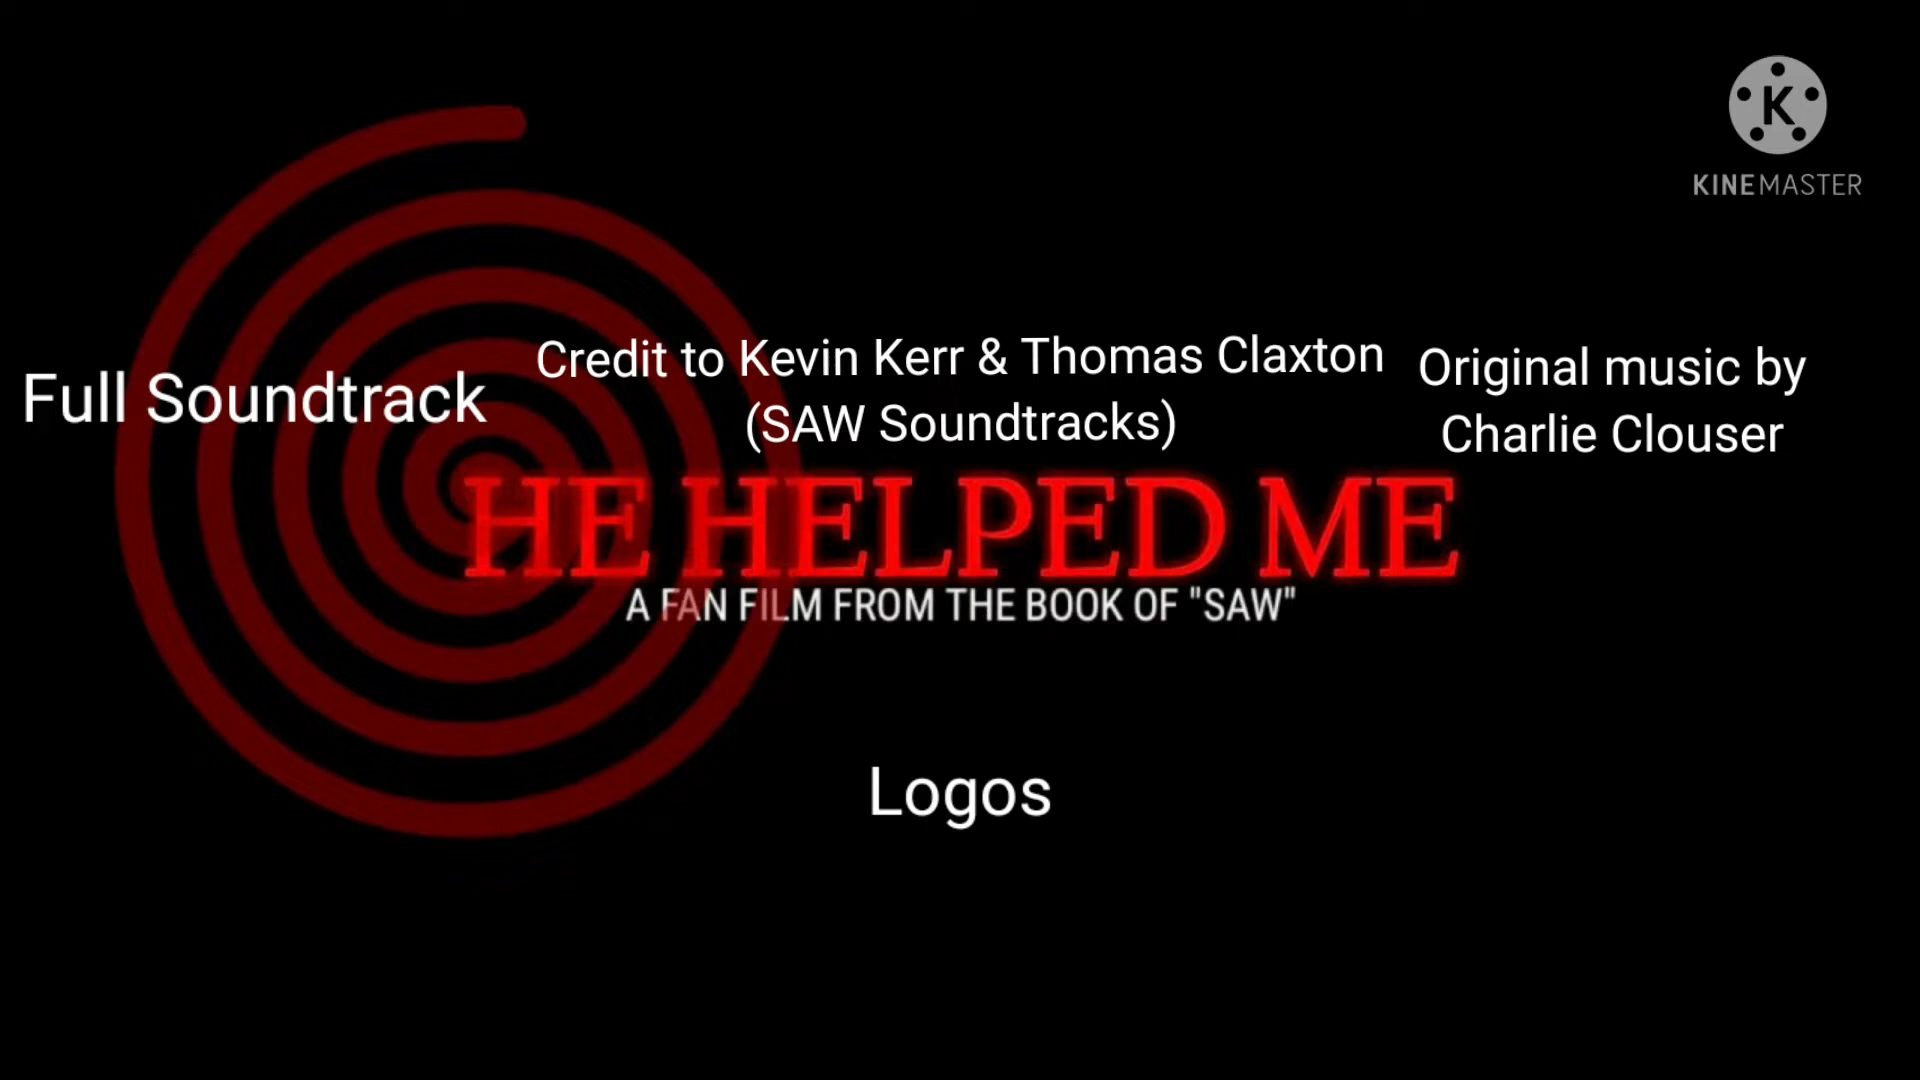 K
KINEMASTER
Full Soundtrack
Credit to Kevin Kerr & Thomas Claxton
(SAW Soundtracks)
Original music by
Charlie Clouser
HE HELPED ME
A FAN FILM FROM THE BOOK OF "SAW"
Logos